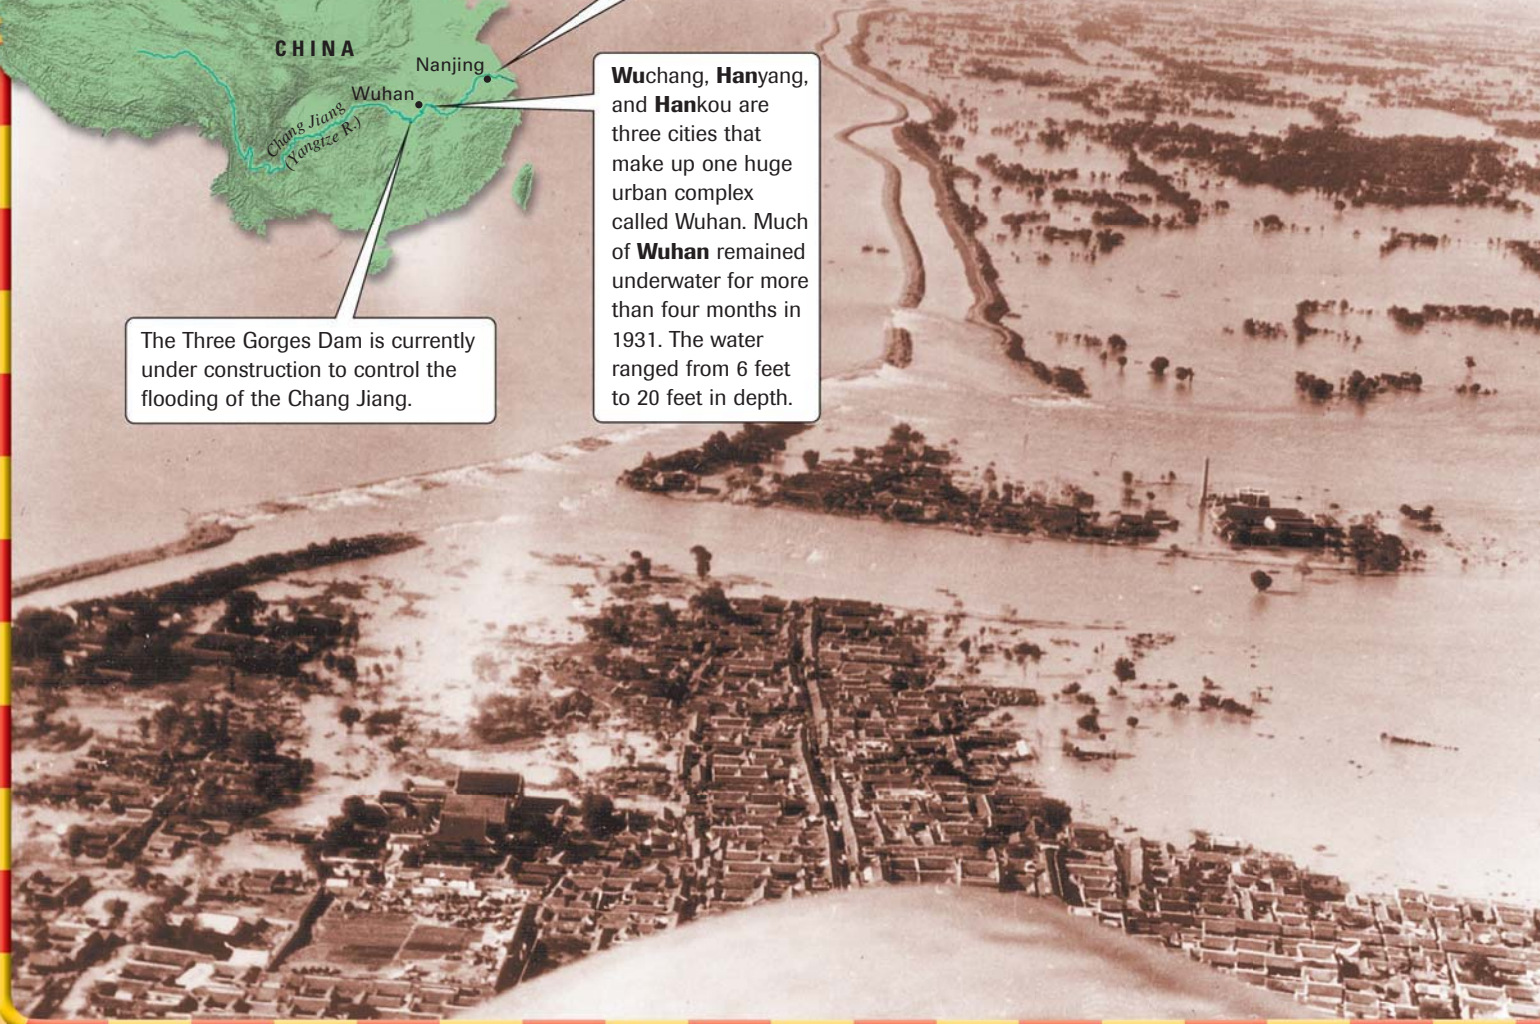 CHINA
Nanjing
Wuhan
Chang Jiang
(Yangtze R.)
Wuchang, Hanyang,
and Hankou are
three cities that
make up one huge
urban complex
called Wuhan. Much
of Wuhan remained
underwater for more
than four months in
1931. The water
ranged from 6 feet
to 20 feet in depth.
The Three Gorges Dam is currently
under construction to control the
flooding of the Chang Jiang.